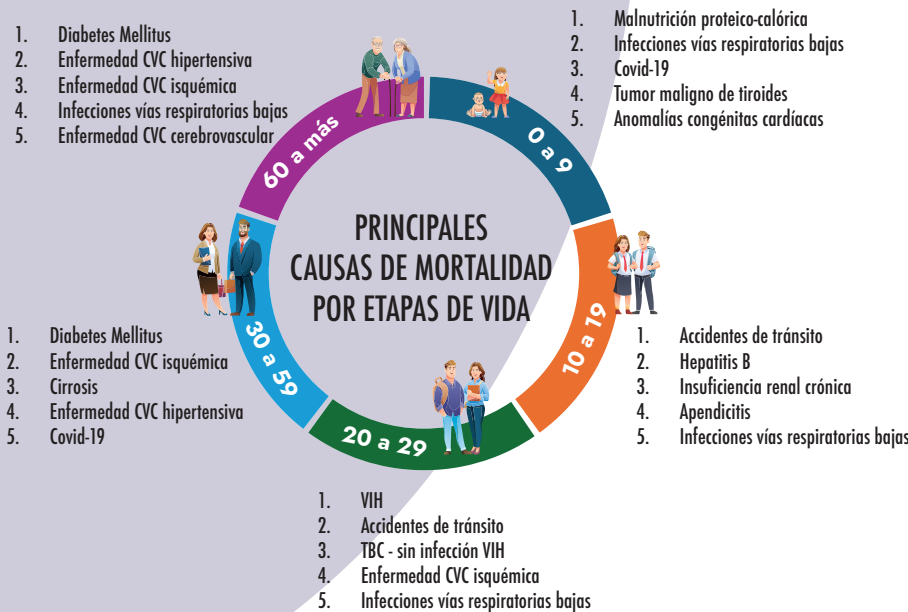 PRINCIPALES
CAUSAS DE MORTALIDAD
POR ETAPAS DE VIDA
0 a 9
1. Malnutrición proteico-calórica
2. Infecciones vías respiratorias bajas
3. Covid-19
4. Tumor maligno de tiroides
5. Anomalías congénitas cardíacas
10 a 19
1. Accidentes de tránsito
2. Hepatitis B
3. Insuficiencia renal crónica
4. Apendicitis
5. Infecciones vías respiratorias bajas
20 a 29
1. VIH
2. Accidentes de tránsito
3. TBC - sin infección VIH
4. Enfermedad CVC isquémica
5. Infecciones vías respiratorias bajas
30 a 59
1. Diabetes Mellitus
2. Enfermedad CVC isquémica
3. Cirrosis
4. Enfermedad CVC hipertensiva
5. Covid-19
60 a más
1. Diabetes Mellitus
2. Enfermedad CVC hipertensiva
3. Enfermedad CVC isquémica
4. Infecciones vías respiratorias bajas
5. Enfermedad CVC cerebrovascular